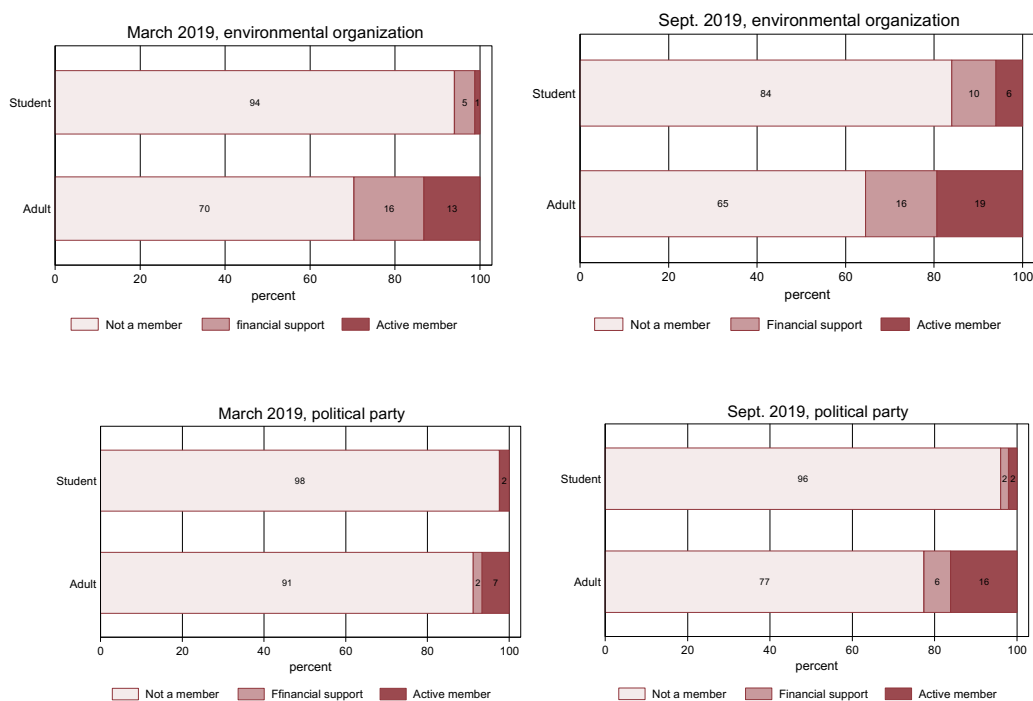 March 2019, environmental organization
Student
94
5
1
Adult
70
16
13
0 20 40 60 80 100
percent
Not a member financial support Active member
Sept. 2019, environmental organization
Student
84
10
6
Adult
65
16
19
0 20 40 60 80 100
percent
Not a member Financial support Active member
March 2019, political party
Student
98
2
Adult
91
2
7
0 20 40 60 80 100
percent
Not a member Ffinancial support Active member
Sept. 2019, political party
Student
96
2
2
Adult
77
6
16
0 20 40 60 80 100
percent
Not a member Financial support Active member